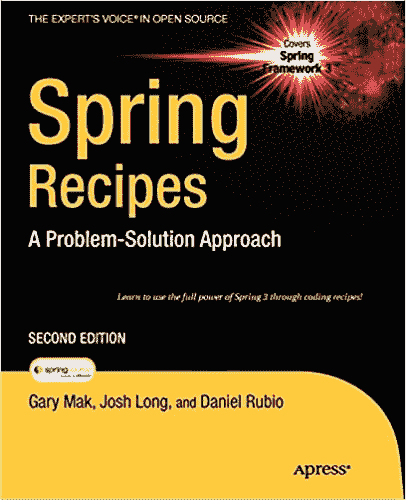 THE EXPERT'S VOICE® IN OPEN SOURCE
Covers
Spring
Framework 3
Spring
Recipes
A Problem-Solution Approach
Learn to use the full power of Spring 3 through coding recipes!
SECOND EDITION
spring
Gary Mak, Josh Long, and Daniel Rubio
Apress®